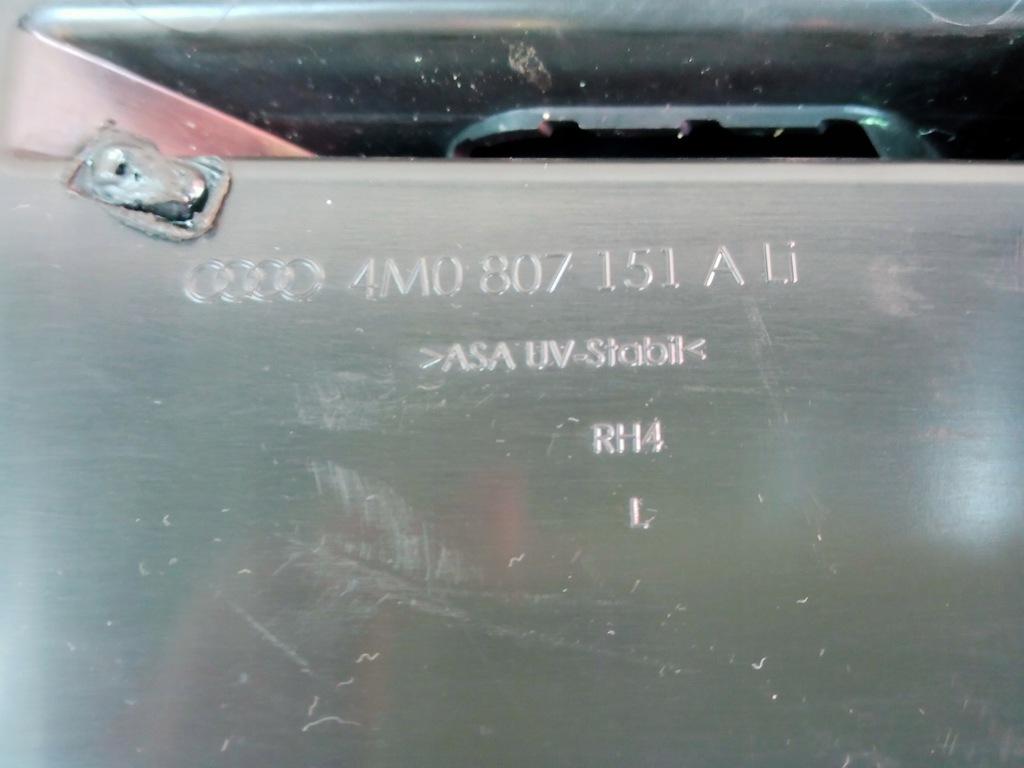 4M0 807 151 A Li
>ASA UV-Stabil<
RH4
L